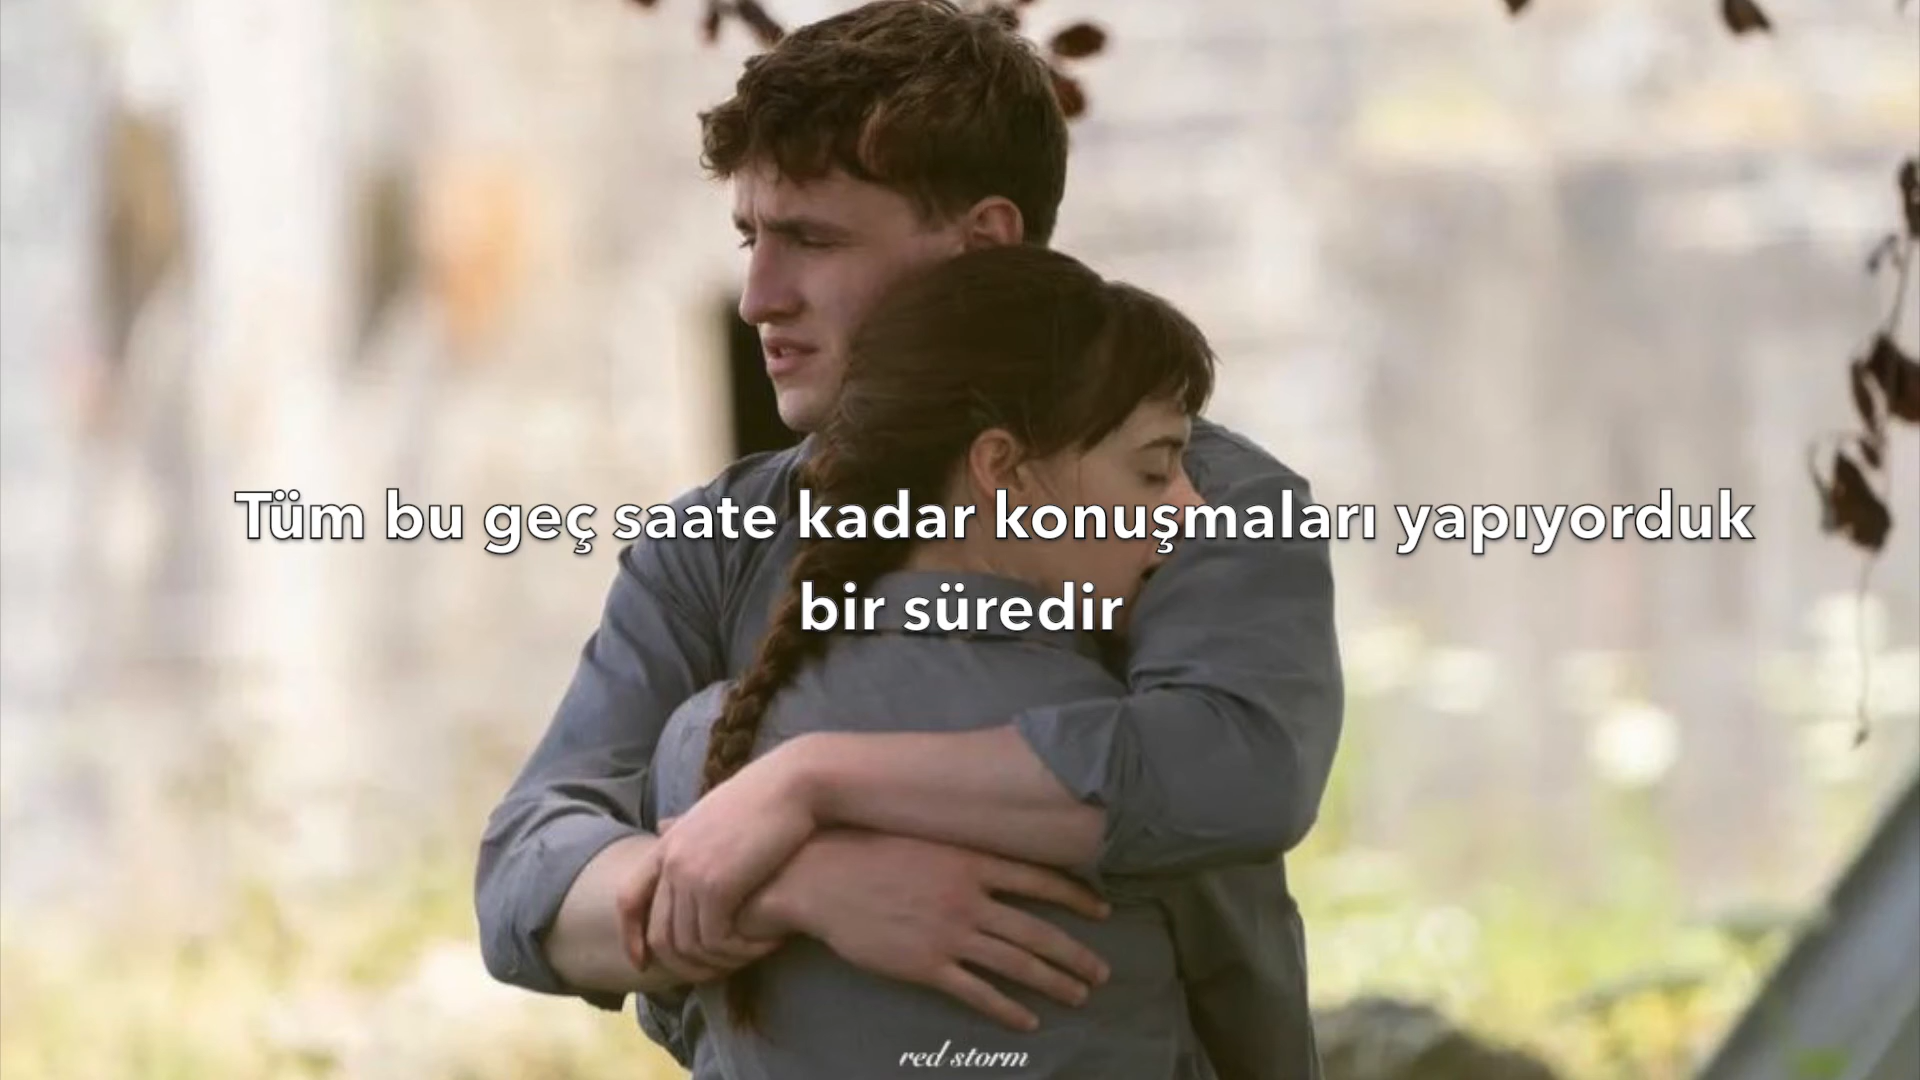 Tüm bu geç saate kadar konuşmaları yapıyorduk
bir süredir
red storm